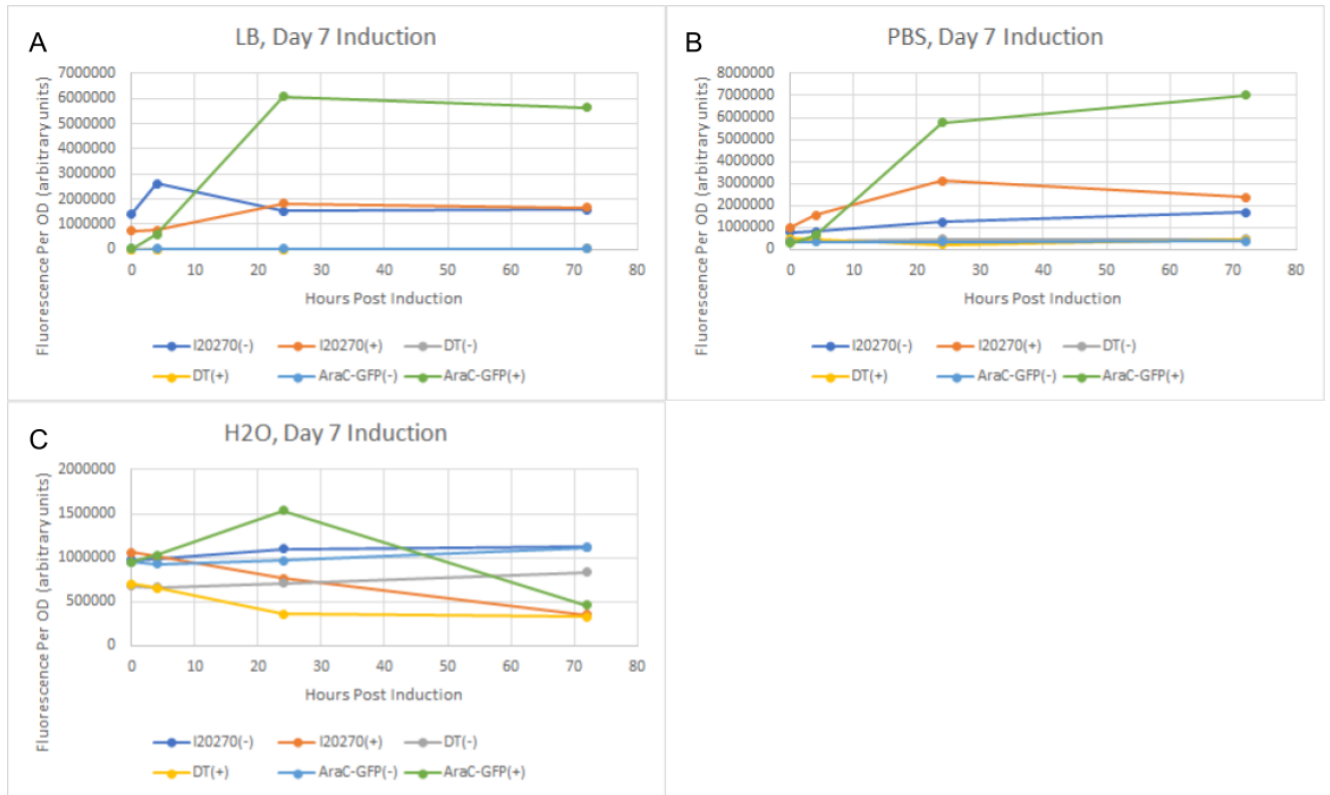 A
LB, Day 7 Induction
Fluorescence Per OD (arbitrary units)
7000000
6000000
5000000
4000000
3000000
2000000
1000000
0
0 10 20 30 40 50 60 70 80
Hours Post Induction
I20270(-) I20270(+) DT(-)
DT(+) AraC-GFP(-) AraC-GFP(+)
B
PBS, Day 7 Induction
Fluorescence Per OD (arbitrary units)
8000000
7000000
6000000
5000000
4000000
3000000
2000000
1000000
0
0 10 20 30 40 50 60 70 80
Hours Post Induction
I20270(-) I20270(+) DT(-)
DT(+) AraC-GFP(-) AraC-GFP(+)
C
H2O, Day 7 Induction
Fluorescence Per OD (arbitrary units)
2000000
1500000
1000000
500000
0
0 10 20 30 40 50 60 70 80
Hours Post Induction
I20270(-) I20270(+) DT(-)
DT(+) AraC-GFP(-) AraC-GFP(+)